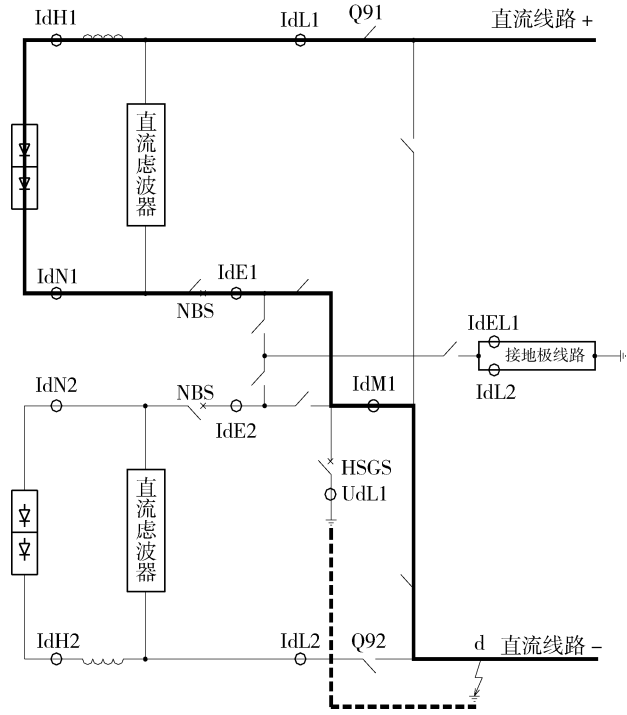 IdH1
IdL1
Q91
直流线路 +
直流虑波器
IdN1
IdE1
NBS
IdEL1
接地极线路
IdL2
IdN2
NBS
IdM1
IdE2
HSGS
UdL1
直流虑波器
IdH2
IdL2
Q92
d
直流线路 -